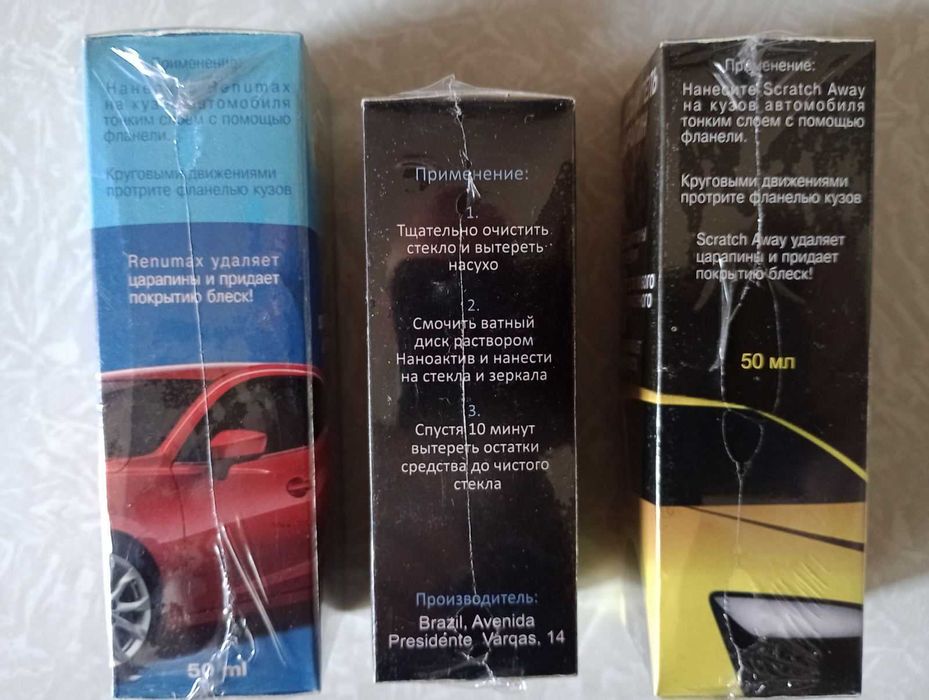 Применение:
Нанесите Renumax
на кузов автомобиля
тонким слоем с помощью
фланели.
Круговыми движениями
протрите фланелью кузов
Renumax удаляет
царапины и придает
покрытию блеск!
50 ml
Применение:
1.
Тщательно очистить
стекло и вытереть
насухо
2.
Смочить ватный
диск раствором
Наноактив и нанести
на стекла и зеркала
3.
Спустя 10 минут
вытереть остатки
средства до чистого
стекла
Производитель:
Brazil, Avenida
Presidente Vargas, 14
Применение:
Нанесите Scratch Away
на кузов автомобиля
тонким слоем с помощью
фланели.
Круговыми движениями
протрите фланелью кузов
Scratch Away удаляет
царапины и придает
покрытию блеск!
50 мл